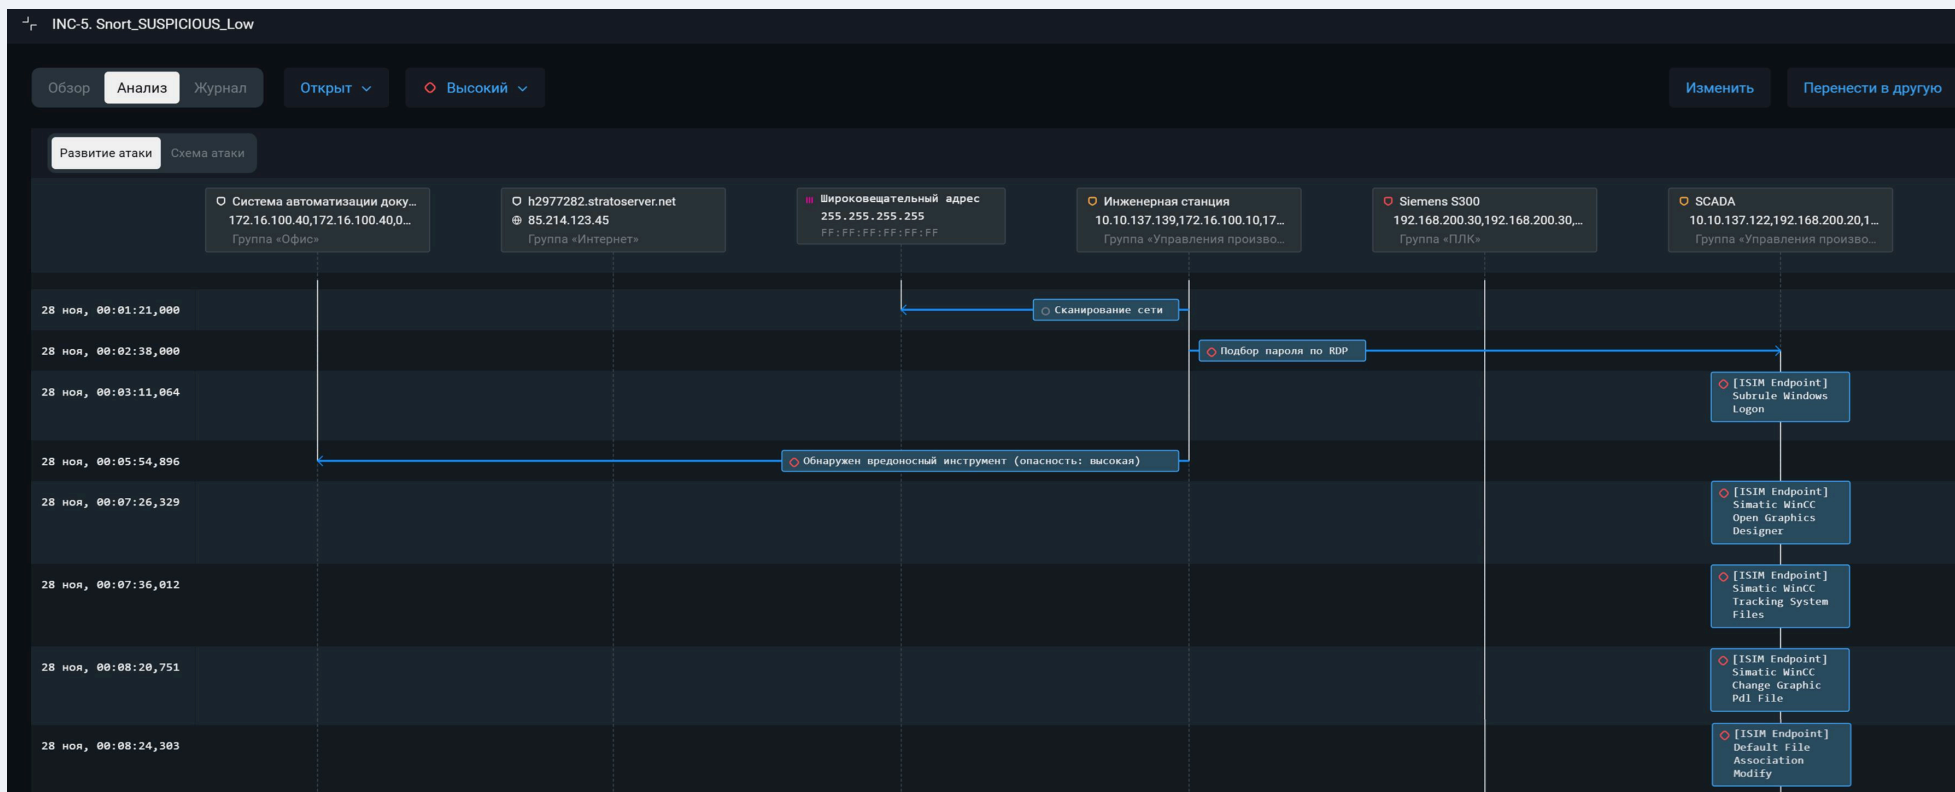 INC-5. Snort_SUSPICIOUS_Low
Обзор Анализ Журнал Открыт Высокий Изменить Перенести в другую
Развитие атаки Схема атаки
Система автоматизации доку...
172.16.100.40,172.16.100.40,0...
Группа «Офис»
h2977282.stratoserver.net
85.214.123.45
Группа «Интернет»
Широковещательный адрес
255.255.255.255
FF:FF:FF:FF:FF:FF
Инженерная станция
10.10.137.139,172.16.100.10,17...
Группа «Управления произво...
Siemens S300
192.168.200.30,192.168.200.30,...
Группа «ПЛК»
SCADA
10.10.137.122,192.168.200.20,1...
Группа «Управления произво...
28 ноя, 00:01:21,000
Сканирование сети
28 ноя, 00:02:38,000
Подбор пароля по RDP
28 ноя, 00:03:11,064
[ISIM Endpoint]
Subrule Windows
Logon
28 ноя, 00:05:54,896
Обнаружен вредоносный инструмент (опасность: высокая)
28 ноя, 00:07:26,329
[ISIM Endpoint]
Simatic WinCC
Open Graphics
Designer
28 ноя, 00:07:36,012
[ISIM Endpoint]
Simatic WinCC
Tracking System
Files
28 ноя, 00:08:20,751
[ISIM Endpoint]
Simatic WinCC
Change Graphic
Pdl File
28 ноя, 00:08:24,303
[ISIM Endpoint]
Default File
Association
Modify